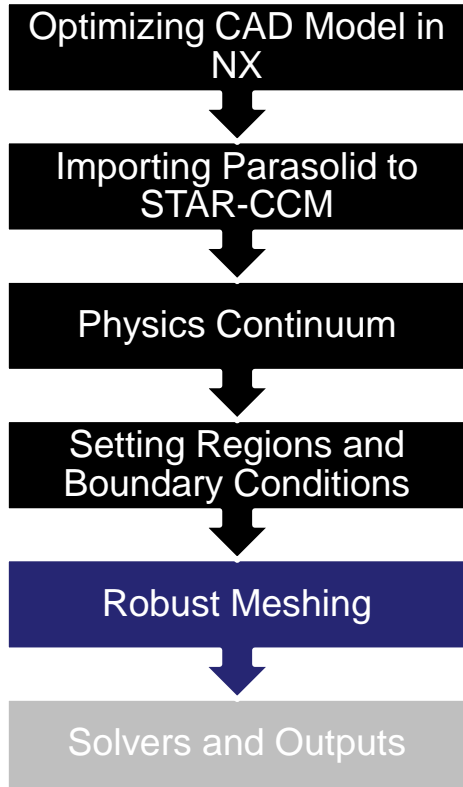 Optimizing CAD Model in
NX
Importing Parasolid to
STAR-CCM
Physics Continuum
Setting Regions and
Boundary Conditions
Robust Meshing
Solvers and Outputs